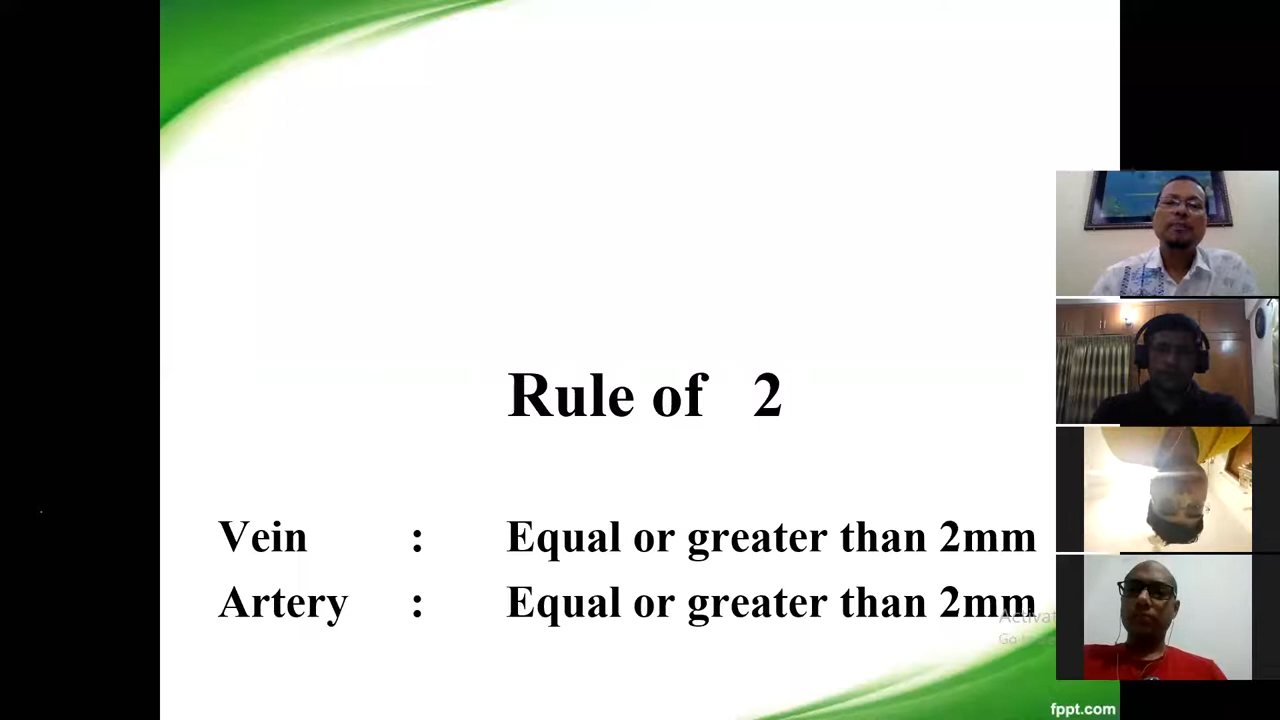 Rule of 2
Vein : Equal or greater than 2mm
Artery : Equal or greater than 2mm
fppt.com